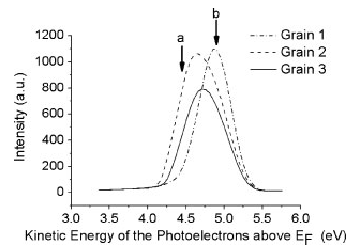 a
b
Grain 1
Grain 2
Grain 3
Intensity (a.u.)
1200
1000
800
600
400
200
0
3.0 3.5 4.0 4.5 5.0 5.5 6.0
Kinetic Energy of the Photoelectrons above EF (eV)